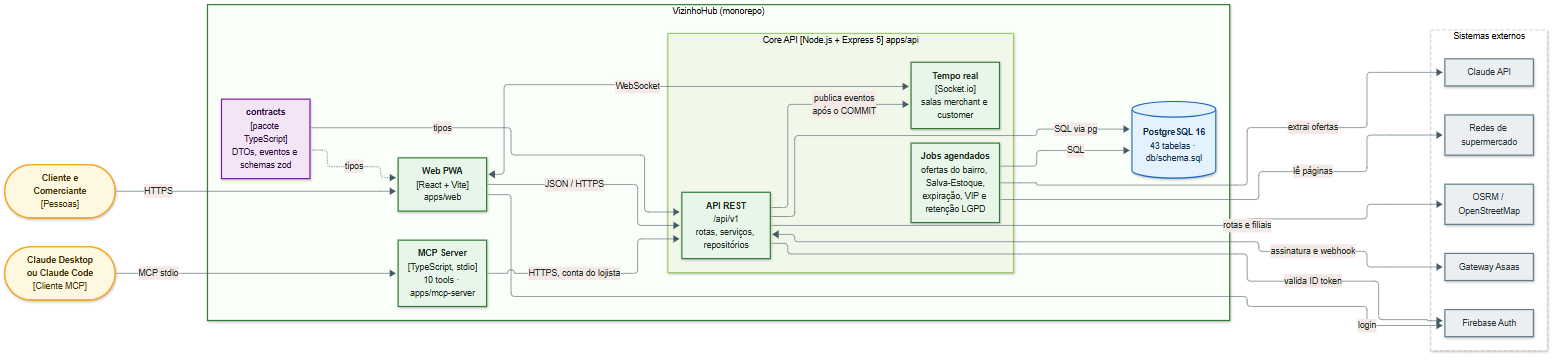 VizinhoHub (monorepo)
Core API [Node.js + Express 5] apps/api
Sistemas externos
Cliente e
Comerciante
[Pessoas]
Claude Desktop
ou Claude Code
[Cliente MCP]
HTTPS
MCP stdio
contracts
[pacote
TypeScript]
DTOs, eventos e
schemas zod
tipos
tipos
Web PWA
[React + Vite]
apps/web
MCP Server
[TypeScript, stdio]
10 tools ·
apps/mcp-server
WebSocket
JSON / HTTPS
HTTPS, conta do lojista
API REST
/api/v1
rotas, serviços,
repositórios
publica eventos
após o COMMIT
Tempo real
[Socket.io]
salas merchant e
customer
Jobs agendados
ofertas do bairro,
Salva-Estoque,
expiração, VIP e
retenção LGPD
SQL via pg
SQL
PostgreSQL 16
43 tabelas ·
db/schema.sql
extrai ofertas
lê páginas
rotas e filiais
assinatura e webhook
valida ID token
login
Claude API
Redes de
supermercado
OSRM /
OpenStreetMap
Gateway Asaas
Firebase Auth